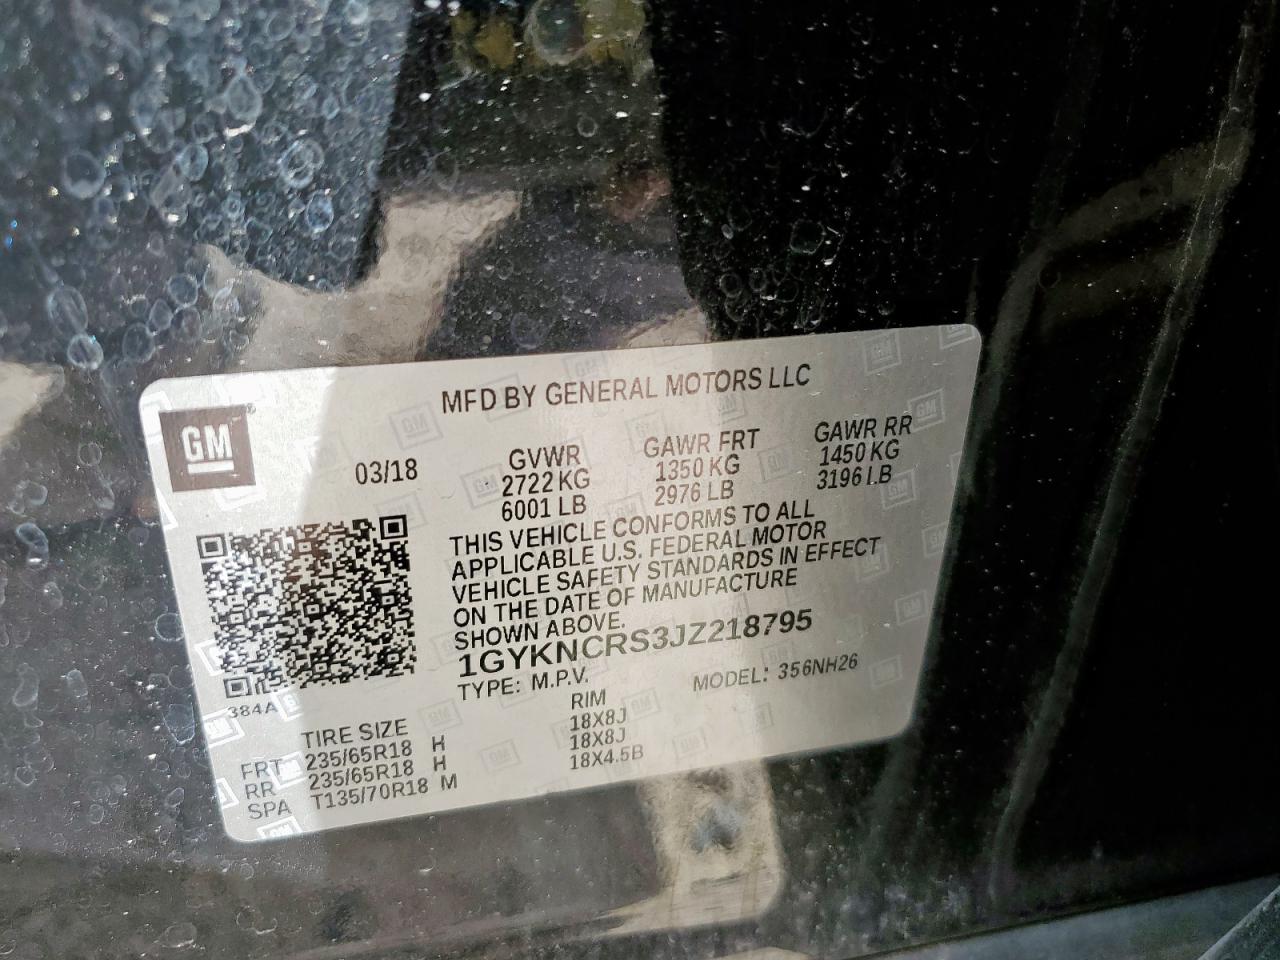 MFD BY GENERAL MOTORS LLC
GM
03/18
GVWR GAWR FRT GAWR RR
2722 KG 1350 KG 1450 KG
6001 LB 2976 LB 3196 LB
THIS VEHICLE CONFORMS TO ALL
APPLICABLE U.S. FEDERAL MOTOR
VEHICLE SAFETY STANDARDS IN EFFECT
ON THE DATE OF MANUFACTURE
SHOWN ABOVE.
1GYKNCRS3JZ218795
TYPE: M.P.V. MODEL: 356NH26
384A
TIRE SIZE RIM
FRT 235/65R18 H 18X8J
RR 235/65R18 H 18X8J
SPA T135/70R18 M 18X4.5B